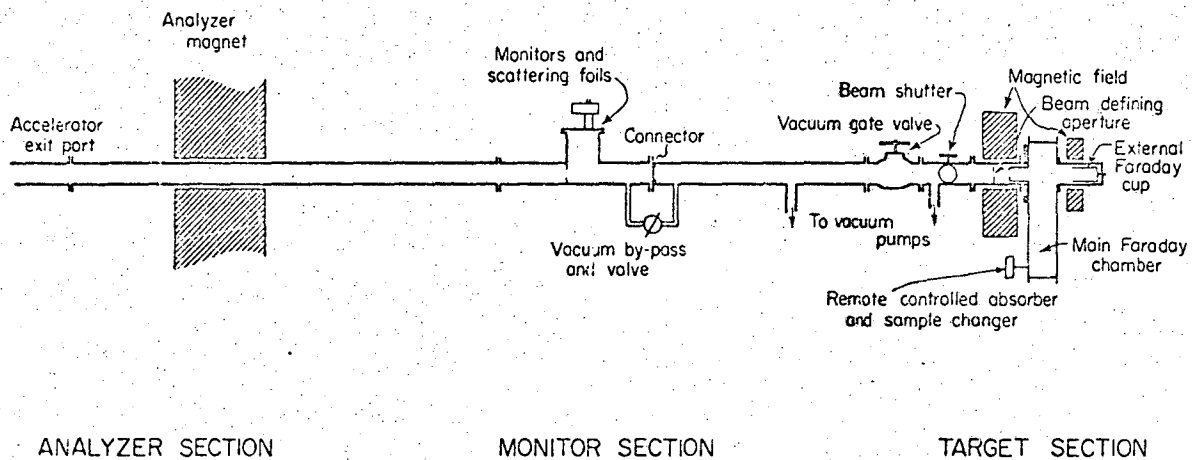 Analyzer
magnet
Monitors and
scattering foils
Magnetic field
Beam shutter
Beam defining
aperture
Vacuum gate valve
Accelerator
exit port
Connector
External
Faraday
cup
To vacuum
pumps
Vacuum by-pass
and valve
Main Faraday
chamber
Remote controlled absorber
and sample changer
ANALYZER SECTION
MONITOR SECTION
TARGET SECTION